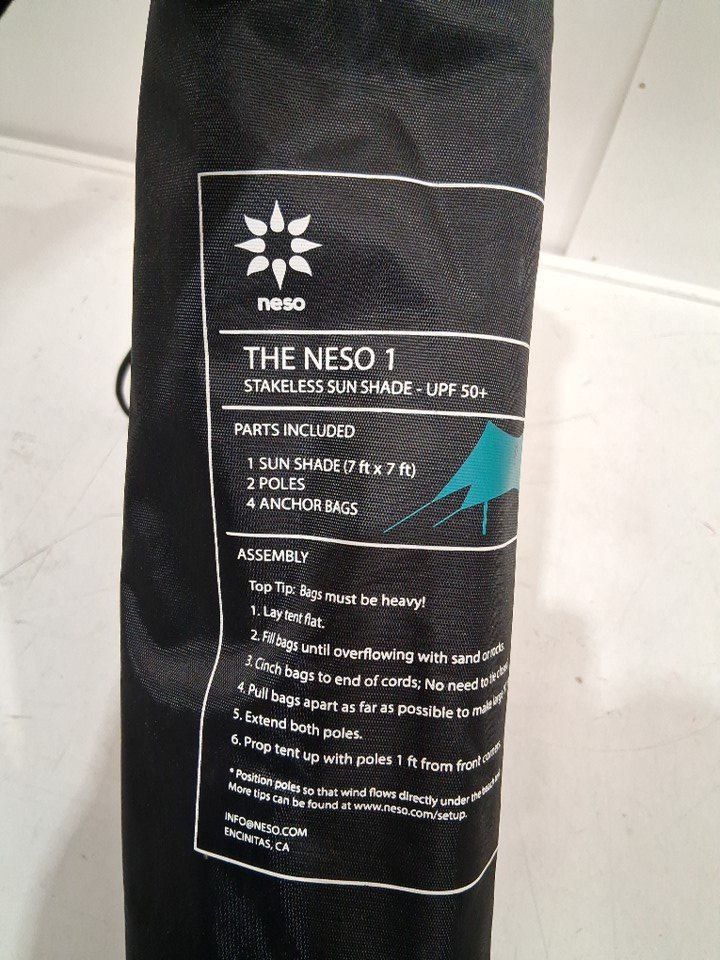 neso
THE NESO 1
STAKELESS SUN SHADE - UPF 50+
PARTS INCLUDED
1 SUN SHADE (7 ft x 7 ft)
2 POLES
4 ANCHOR BAGS
ASSEMBLY
Top Tip: Bags must be heavy!
1. Lay tent flat.
2. Fill bags until overflowing with sand or rocks.
3. Cinch bags to end of cords; No need to tie
4. Pull bags apart as far as possible to make large
5. Extend both poles.
6. Prop tent up with poles 1 ft from front corners.
* Position poles so that wind flows directly under the
More tips can be found at www.neso.com/setup.
INFO@NESO.COM
ENCINITAS, CA